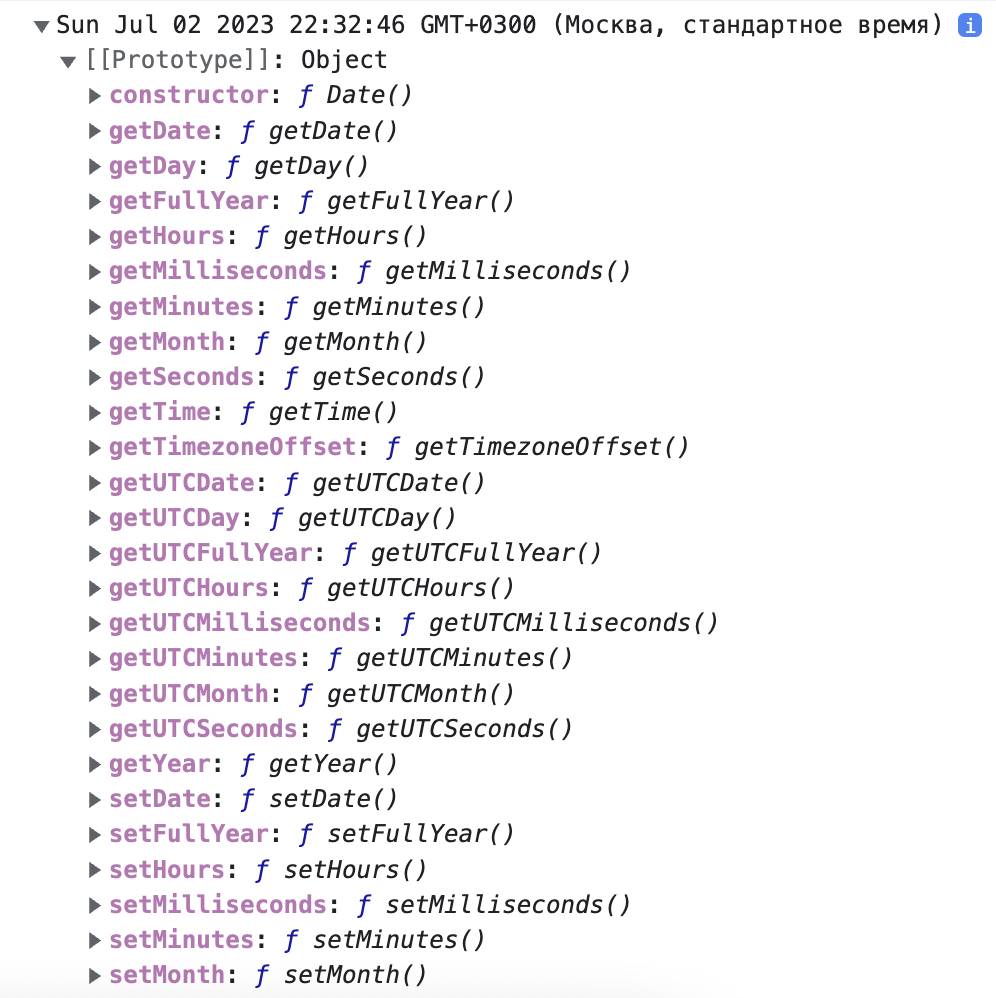 ▼Sun Jul 02 2023 22:32:46 GMT+0300 (Москва, стандартное время) i
▼[[Prototype]]: Object
▶constructor: ƒ Date()
▶getDate: ƒ getDate()
▶getDay: ƒ getDay()
▶getFullYear: ƒ getFullYear()
▶getHours: ƒ getHours()
▶getMilliseconds: ƒ getMilliseconds()
▶getMinutes: ƒ getMinutes()
▶getMonth: ƒ getMonth()
▶getSeconds: ƒ getSeconds()
▶getTime: ƒ getTime()
▶getTimezoneOffset: ƒ getTimezoneOffset()
▶getUTCDate: ƒ getUTCDate()
▶getUTCDay: ƒ getUTCDay()
▶getUTCFullYear: ƒ getUTCFullYear()
▶getUTCHours: ƒ getUTCHours()
▶getUTCMilliseconds: ƒ getUTCMilliseconds()
▶getUTCMinutes: ƒ getUTCMinutes()
▶getUTCMonth: ƒ getUTCMonth()
▶getUTCSeconds: ƒ getUTCSeconds()
▶getYear: ƒ getYear()
▶setDate: ƒ setDate()
▶setFullYear: ƒ setFullYear()
▶setHours: ƒ setHours()
▶setMilliseconds: ƒ setMilliseconds()
▶setMinutes: ƒ setMinutes()
▶setMonth: ƒ setMonth()